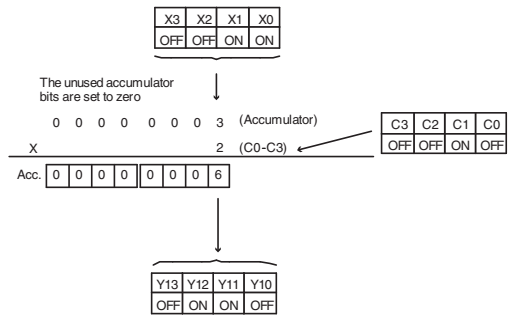 X3 X2 X1 X0
OFF OFF ON ON
The unused accumulator
bits are set to zero
0 0 0 0 0 0 0 3 (Accumulator)
C3 C2 C1 C0
OFF OFF ON OFF
X 2 (C0-C3)
Acc. 0 0 0 0 0 0 0 6
Y13 Y12 Y11 Y10
OFF ON ON OFF